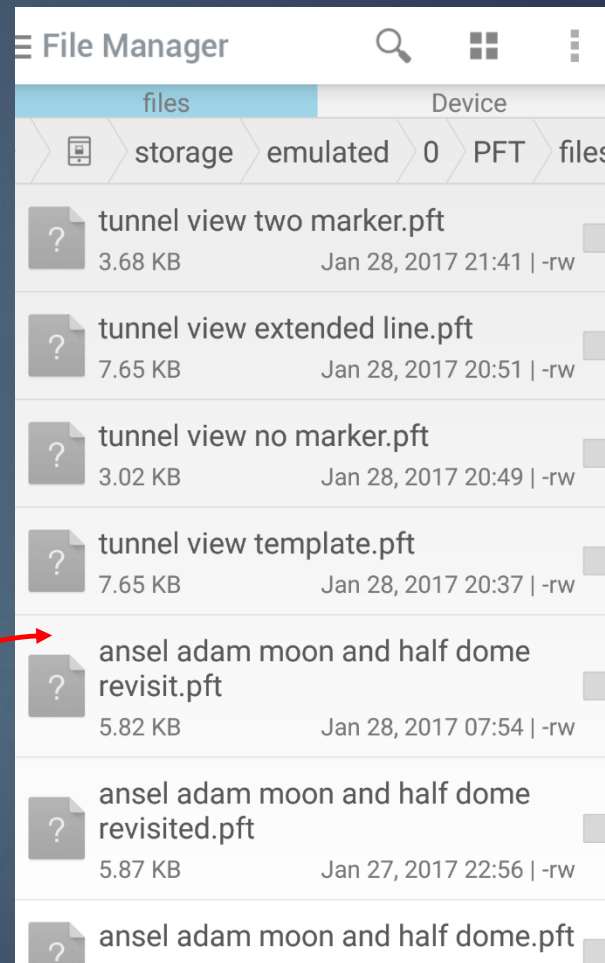 File Manager
files Device
storage emulated 0 PFT files
? tunnel view two marker.pft
3.68 KB Jan 28, 2017 21:41 | -rw
? tunnel view extended line.pft
7.65 KB Jan 28, 2017 20:51 | -rw
? tunnel view no marker.pft
3.02 KB Jan 28, 2017 20:49 | -rw
? tunnel view template.pft
7.65 KB Jan 28, 2017 20:37 | -rw
ansel adam moon and half dome
? revisit.pft
5.82 KB Jan 28, 2017 07:54 | -rw
ansel adam moon and half dome
? revisited.pft
5.87 KB Jan 27, 2017 22:56 | -rw
? ansel adam moon and half dome.pft